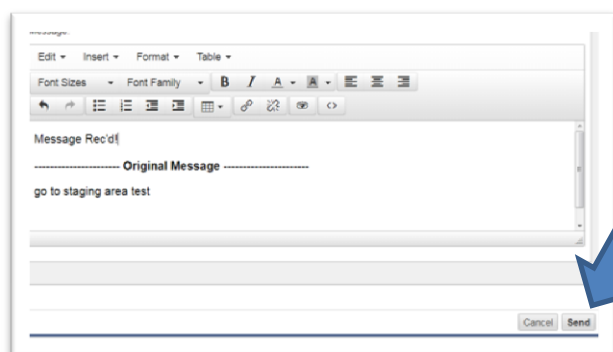 Message:
Edit Insert Format Table
Font Sizes Font Family B I A A
Message Rec'd!
---------------------- Original Message ----------------------
go to staging area test
Cancel Send